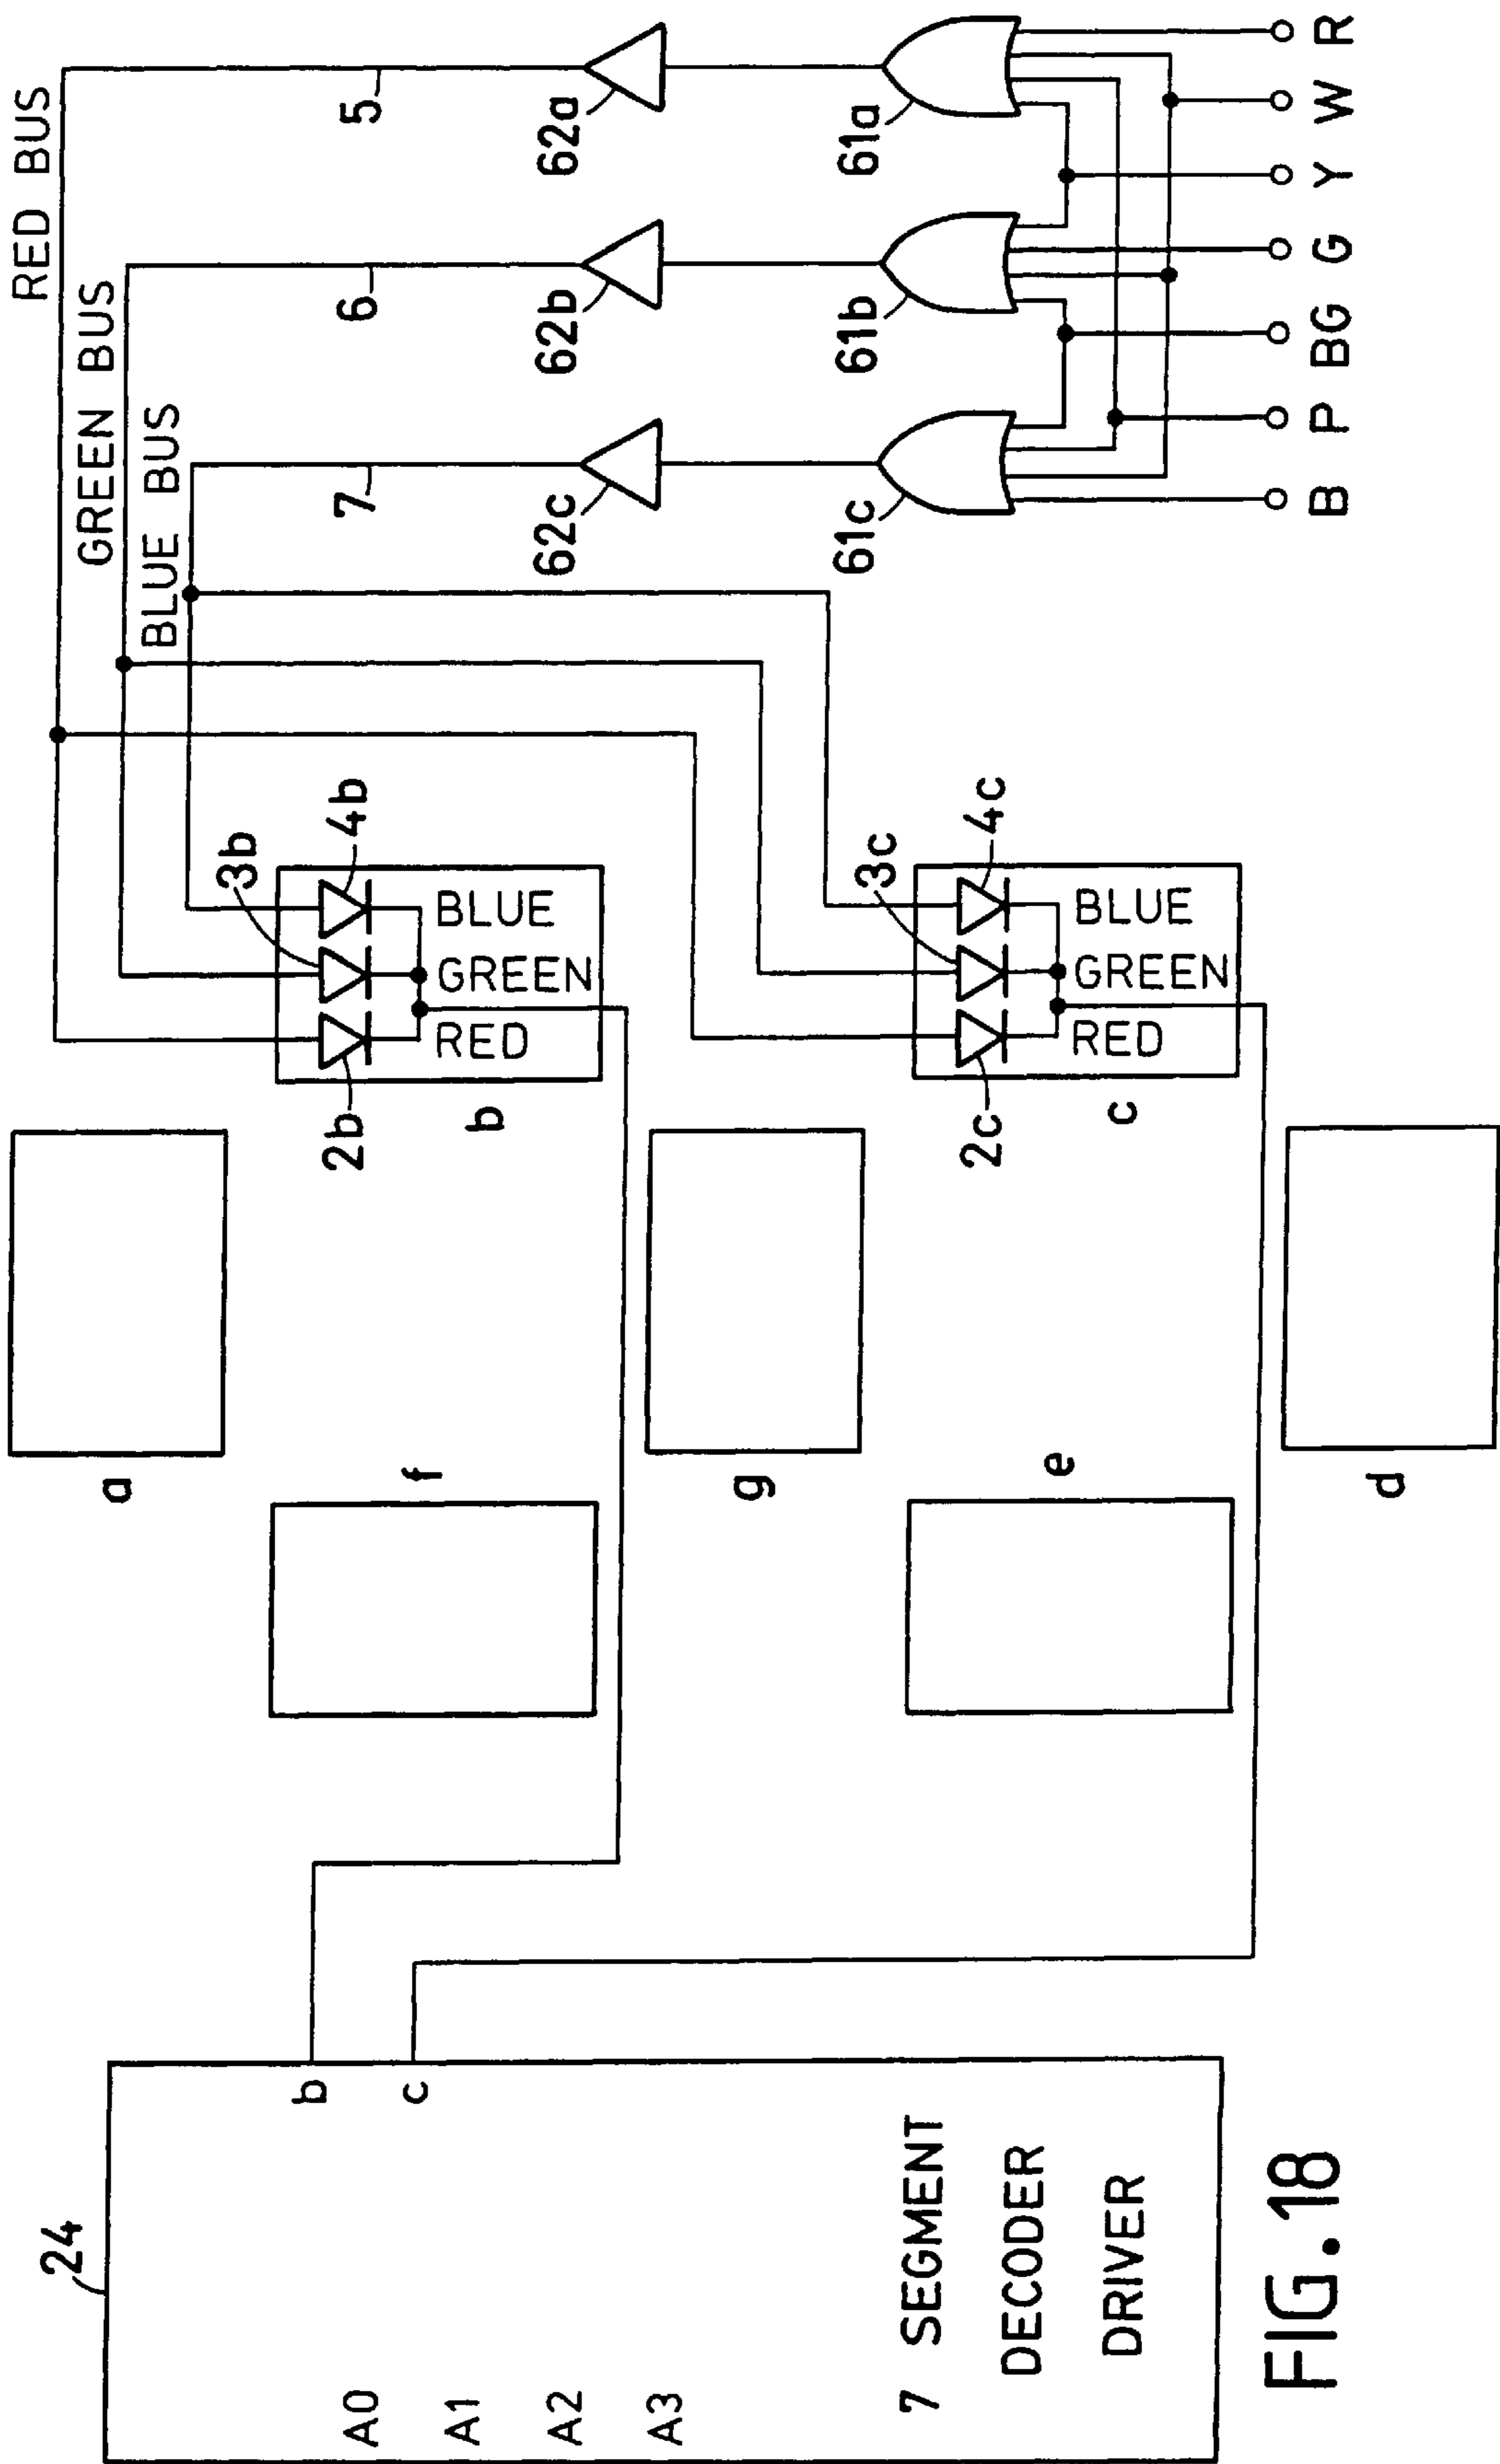 RED BUS
GREEN BUS
BLUE BUS
5
6
7
62a
62b
62c
61a
61b
61c
R
W
Y
G
BG
P
B
3b
4b
BLUE
GREEN
RED
2b
b
3c
4c
BLUE
GREEN
RED
2c
c
a
f
g
e
d
24
b
c
A0
A1
A2
A3
7 SEGMENT
DECODER
DRIVER
FIG.18